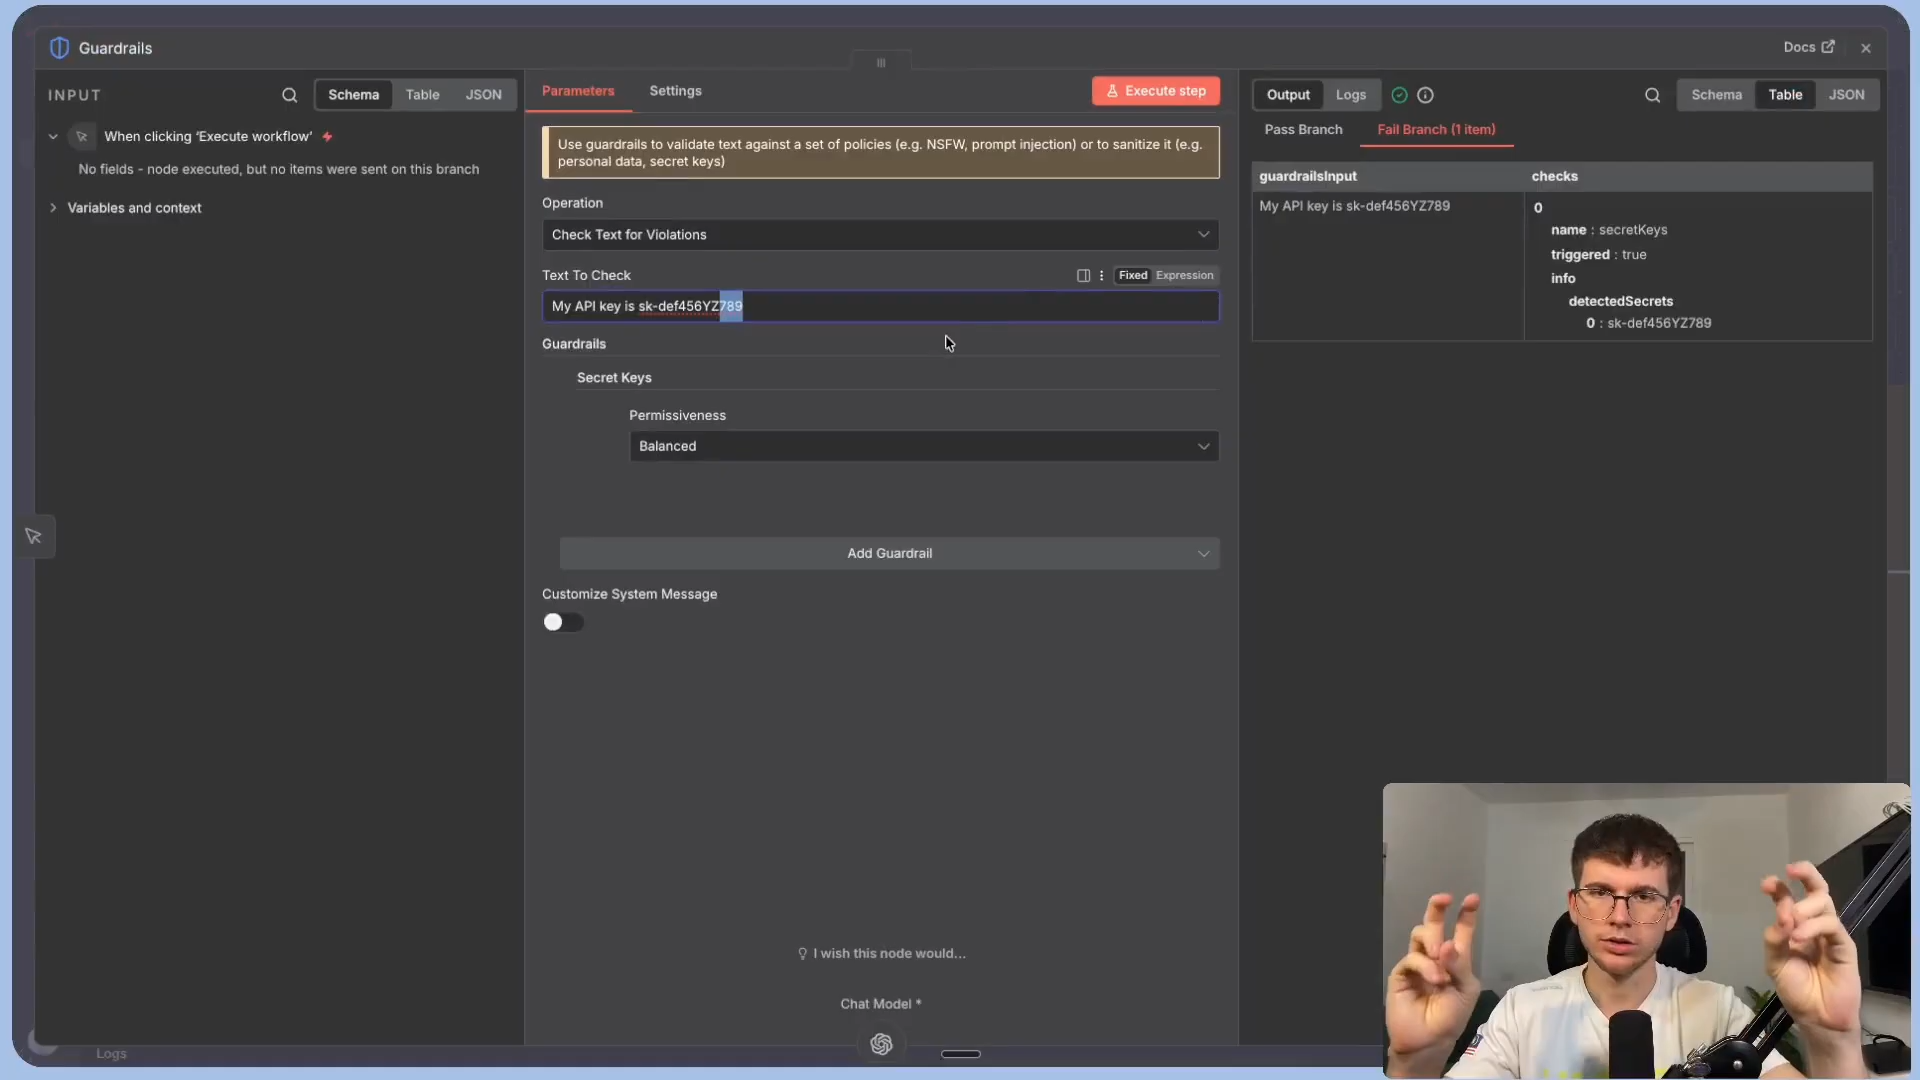 Guardrails
Docs
INPUT
Schema
Table
JSON
When clicking ‘Execute workflow’
No fields - node executed, but no items were sent on this branch
Variables and context
Parameters
Settings
Execute step
Use guardrails to validate text against a set of policies (e.g. NSFW, prompt injection) or to sanitize it (e.g.
personal data, secret keys)
Operation
Check Text for Violations
Text To Check
Fixed
Expression
My API key is sk-def456YZ789
Guardrails
Secret Keys
Permissiveness
Balanced
Add Guardrail
Customize System Message
I wish this node would...
Chat Model *
Output
Logs
Schema
Table
JSON
Pass Branch
Fail Branch (1 item)
guardrailsInput
checks
My API key is sk-def456YZ789
0
name : secretKeys
triggered : true
info
detectedSecrets
0 : sk-def456YZ789
Logs